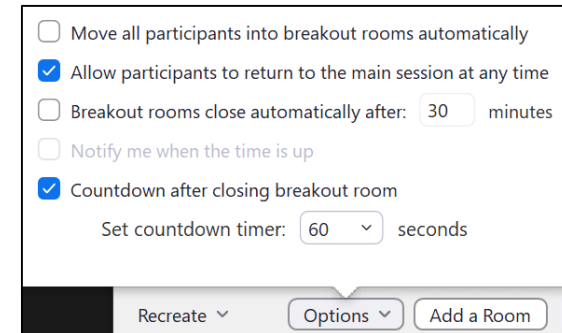 Move all participants into breakout rooms automatically
Allow participants to return to the main session at any time
Breakout rooms close automatically after: 30 minutes
Notify me when the time is up
Countdown after closing breakout room
Set countdown timer: 60 seconds
Recreate Options Add a Room